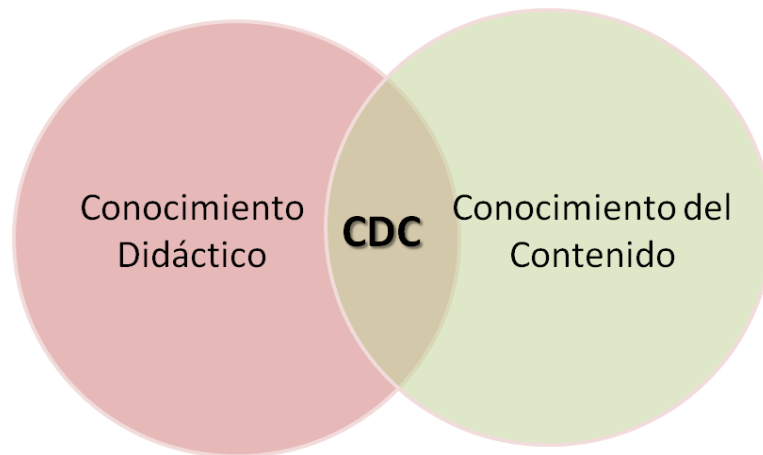 Conocimiento
Didáctico
CDC
Conocimiento del
Contenido